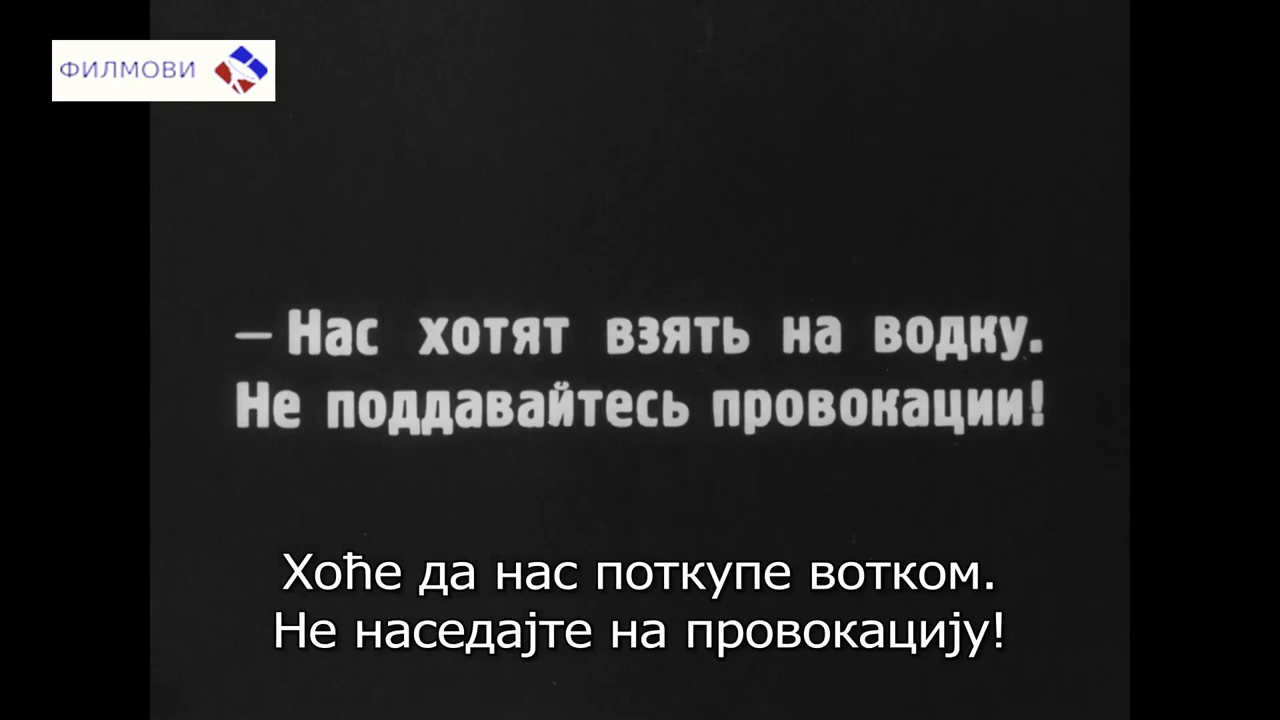 ФИЛМОВИ
— Нас хотят взять на водку.
Не поддавайтесь провокации!
Хоће да нас поткупе вотком.
Не наседајте на провокацију!